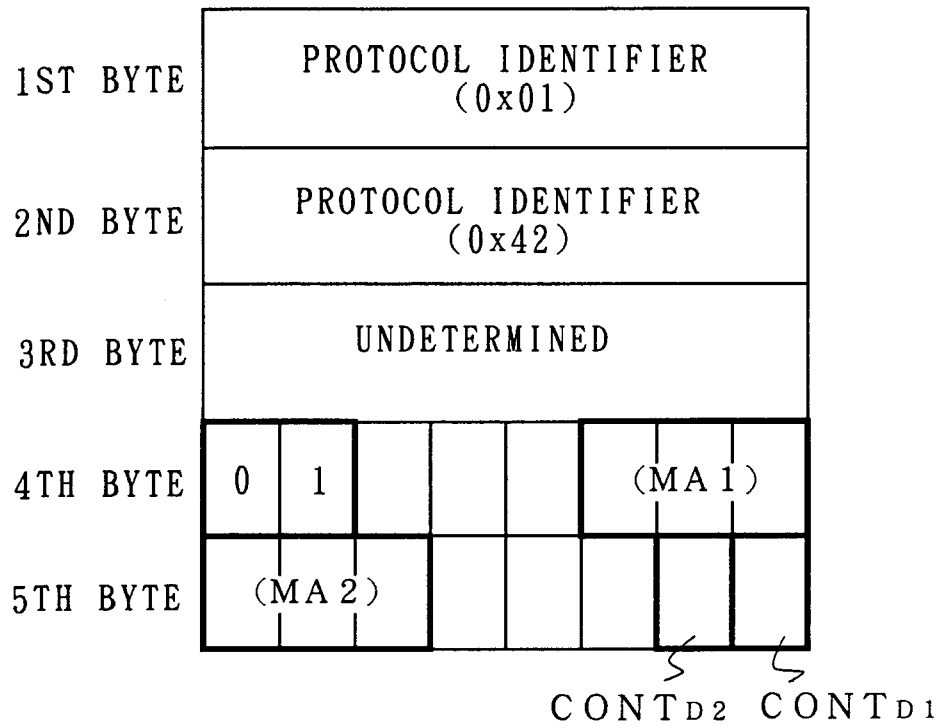 1ST BYTE
PROTOCOL IDENTIFIER
(0x01)
2ND BYTE
PROTOCOL IDENTIFIER
(0x42)
3RD BYTE
UNDETERMINED
4TH BYTE
0 1 (MA1)
5TH BYTE
(MA2)
CONTD2 CONTD1